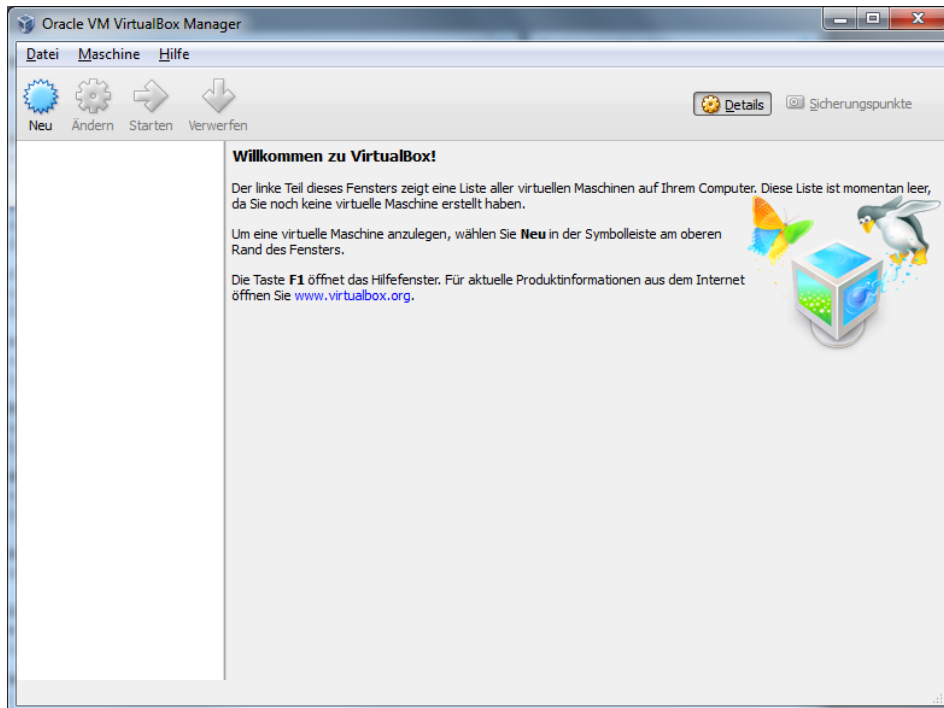 Oracle VM VirtualBox Manager
Datei Maschine Hilfe
Neu Ändern Starten Verwerfen
Details Sicherungspunkte
Willkommen zu VirtualBox!
Der linke Teil dieses Fensters zeigt eine Liste aller virtuellen Maschinen auf Ihrem Computer. Diese Liste ist momentan leer,
da Sie noch keine virtuelle Maschine erstellt haben.
Um eine virtuelle Maschine anzulegen, wählen Sie Neu in der Symbolleiste am oberen
Rand des Fensters.
Die Taste F1 öffnet das Hilfefenster. Für aktuelle Produktinformationen aus dem Internet
öffnen Sie www.virtualbox.org.